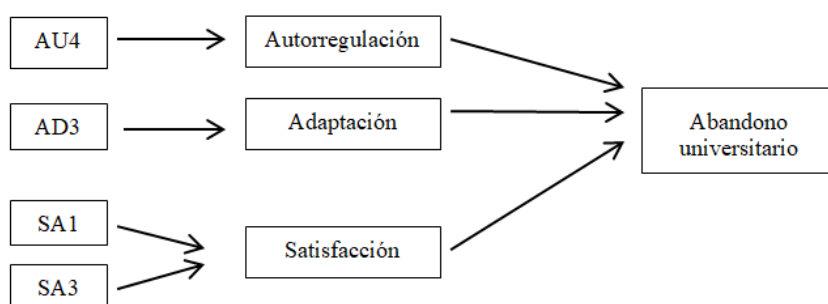 AU4
Autorregulación
AD3
Adaptación
Abandono
universitario
SA1
Satisfacción
SA3